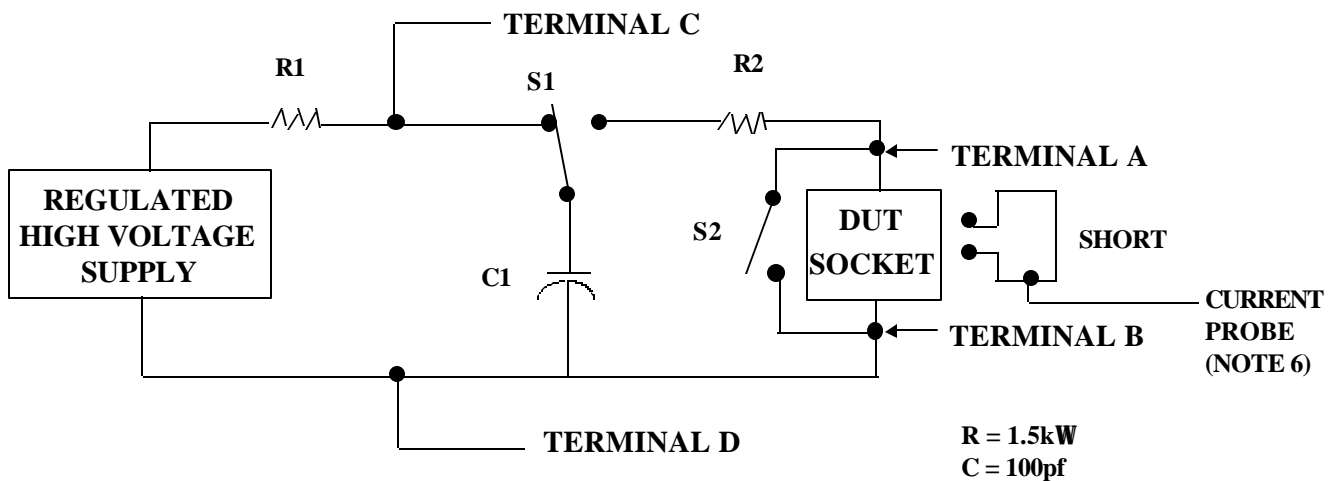 TERMINAL C
R1
S1
R2
TERMINAL A
REGULATED
HIGH VOLTAGE
SUPPLY
S2
DUT
SOCKET
SHORT
C1
CURRENT
PROBE
(NOTE 6)
TERMINAL B
TERMINAL D
R = 1.5kW
C = 100pf